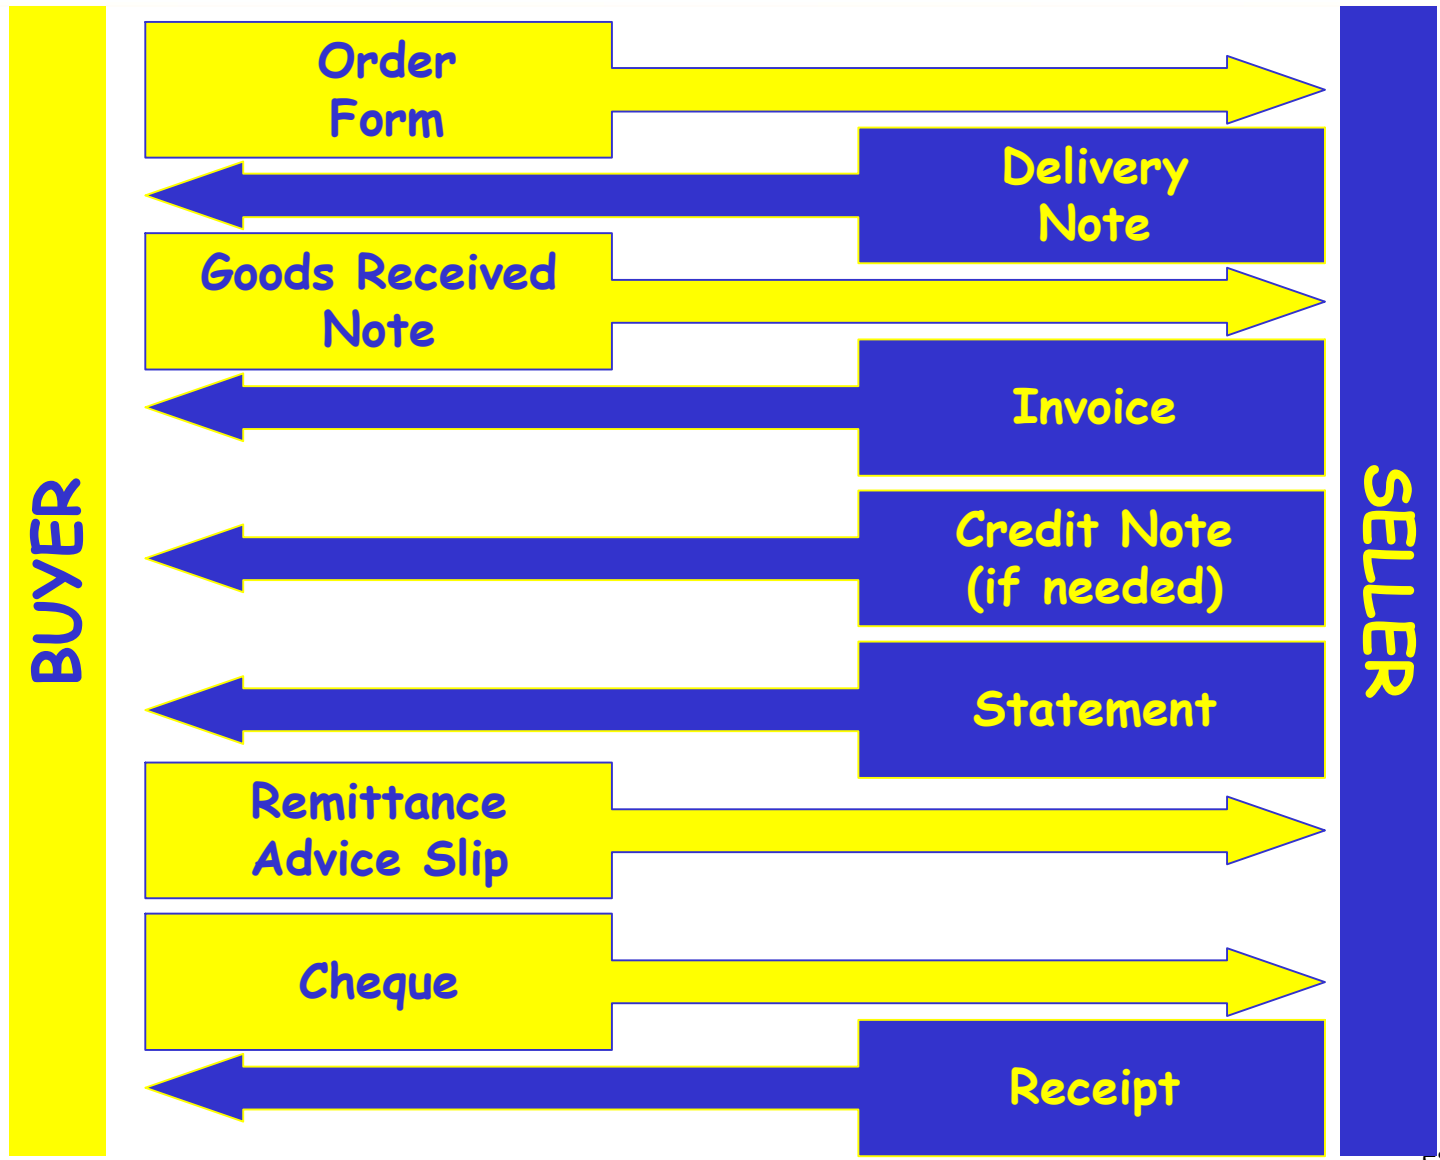 Order
Form
Delivery
Note
Goods Received
Note
Invoice
BUYER
SELLER
Credit Note
(if needed)
Statement
Remittance
Advice Slip
Cheque
Receipt